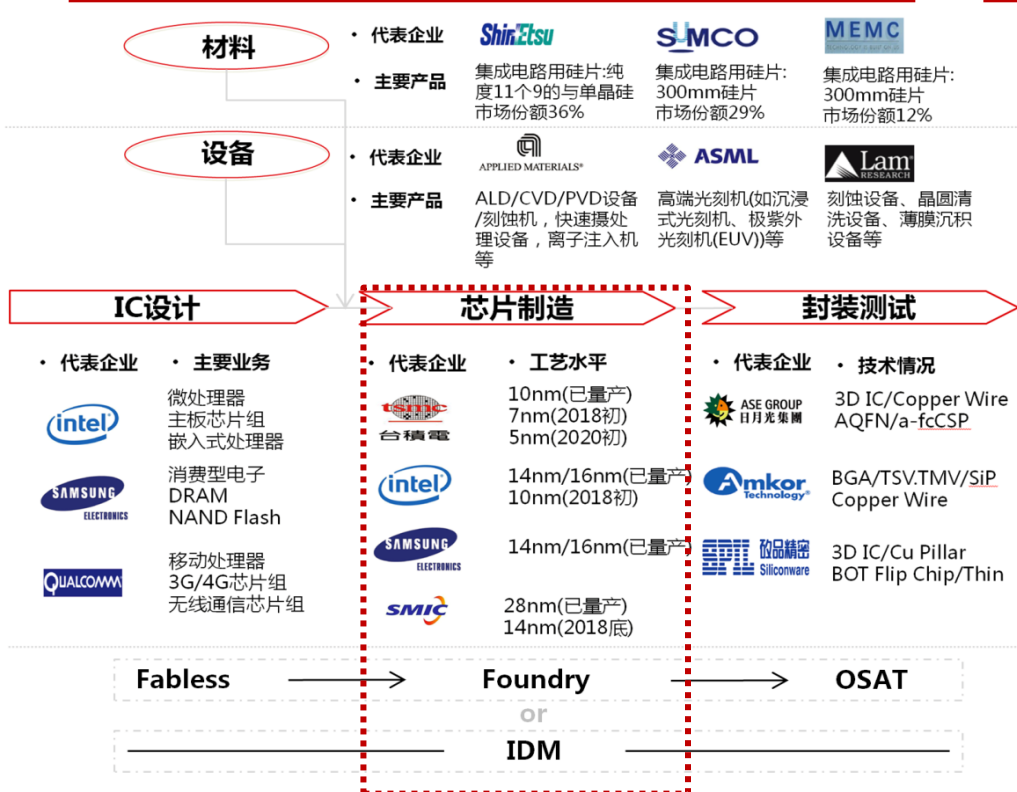 材料
• 代表企业
ShinEtsu
SUMCO
MEMC
• 主要产品
集成电路用硅片:纯
度11个9的与单晶硅
市场份额36%
集成电路用硅片:
300mm硅片
市场份额29%
集成电路用硅片:
300mm硅片
市场份额12%
设备
• 代表企业
APPLIED MATERIALS®
ASML
Lam
RESEARCH
• 主要产品
ALD/CVD/PVD设备
/刻蚀机，快速摄处
理设备，离子注入机
等
高端光刻机(如沉浸
式光刻机、极紫外
光刻机(EUV))等
刻蚀设备、晶圆清
洗设备、薄膜沉积
设备等
IC设计
芯片制造
封装测试
• 代表企业
• 主要业务
intel
微处理器
主板芯片组
嵌入式处理器
SAMSUNG
ELECTRONICS
消费型电子
DRAM
NAND Flash
QUALCOMM
移动处理器
3G/4G芯片组
无线通信芯片组
• 代表企业
• 工艺水平
tsmc
台積電
10nm(已量产)
7nm(2018初)
5nm(2020初)
intel
14nm/16nm(已量产)
10nm(2018初)
SAMSUNG
ELECTRONICS
14nm/16nm(已量产)
SMIC
28nm(已量产)
14nm(2018底)
• 代表企业
• 技术情况
ASE GROUP
日月光集團
3D IC/Copper Wire
AQFN/a-fcCSP
Amkor
Technology®
BGA/TSV.TMV/SiP
Copper Wire
SPIL
矽品精密
Siliconware
3D IC/Cu Pillar
BOT Flip Chip/Thin
Fabless
Foundry
OSAT
or
IDM